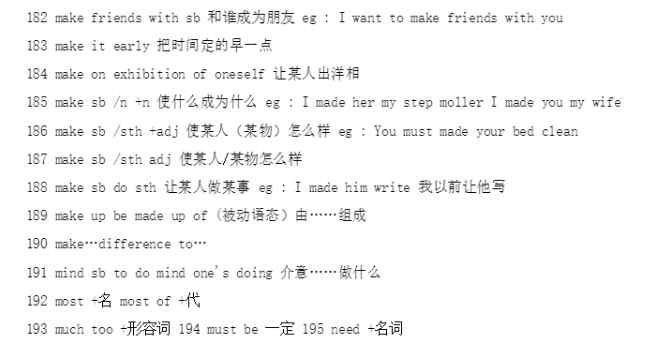 182 make friends with sb 和谁成为朋友 eg : I want to make friends with you
183 make it early 把时间定的早一点
184 make on exhibition of oneself 让某人出洋相
185 make sb /n +n 使什么成为什么 eg : I made her my step moller I made you my wife
186 make sb /sth +adj 使某人（某物）怎么样 eg : You must made your bed clean
187 make sb /sth adj 使某人/某物怎么样
188 make sb do sth 让某人做某事 eg : I made him write 我以前让他写
189 make up be made up of (被动语态）由……组成
190 make…difference to…
191 mind sb to do mind one's doing 介意……做什么
192 most +名 most of +代
193 much too +形容词 194 must be 一定 195 need +名词